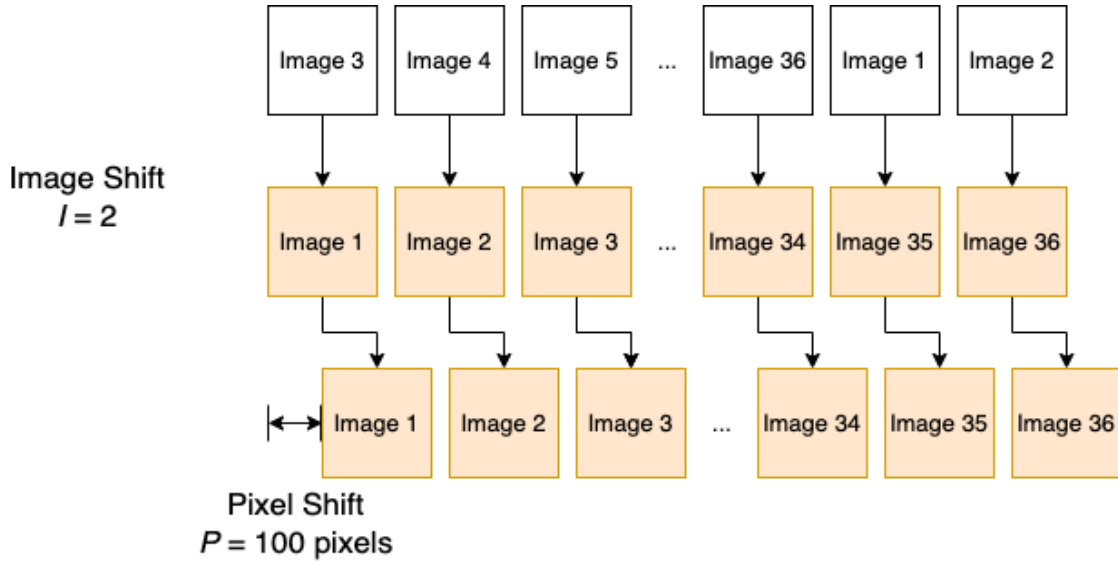 Image 3 Image 4 Image 5 ... Image 36 Image 1 Image 2
Image Shift
I = 2
Image 1 Image 2 Image 3 ... Image 34 Image 35 Image 36
Image 1 Image 2 Image 3 ... Image 34 Image 35 Image 36
Pixel Shift
P = 100 pixels